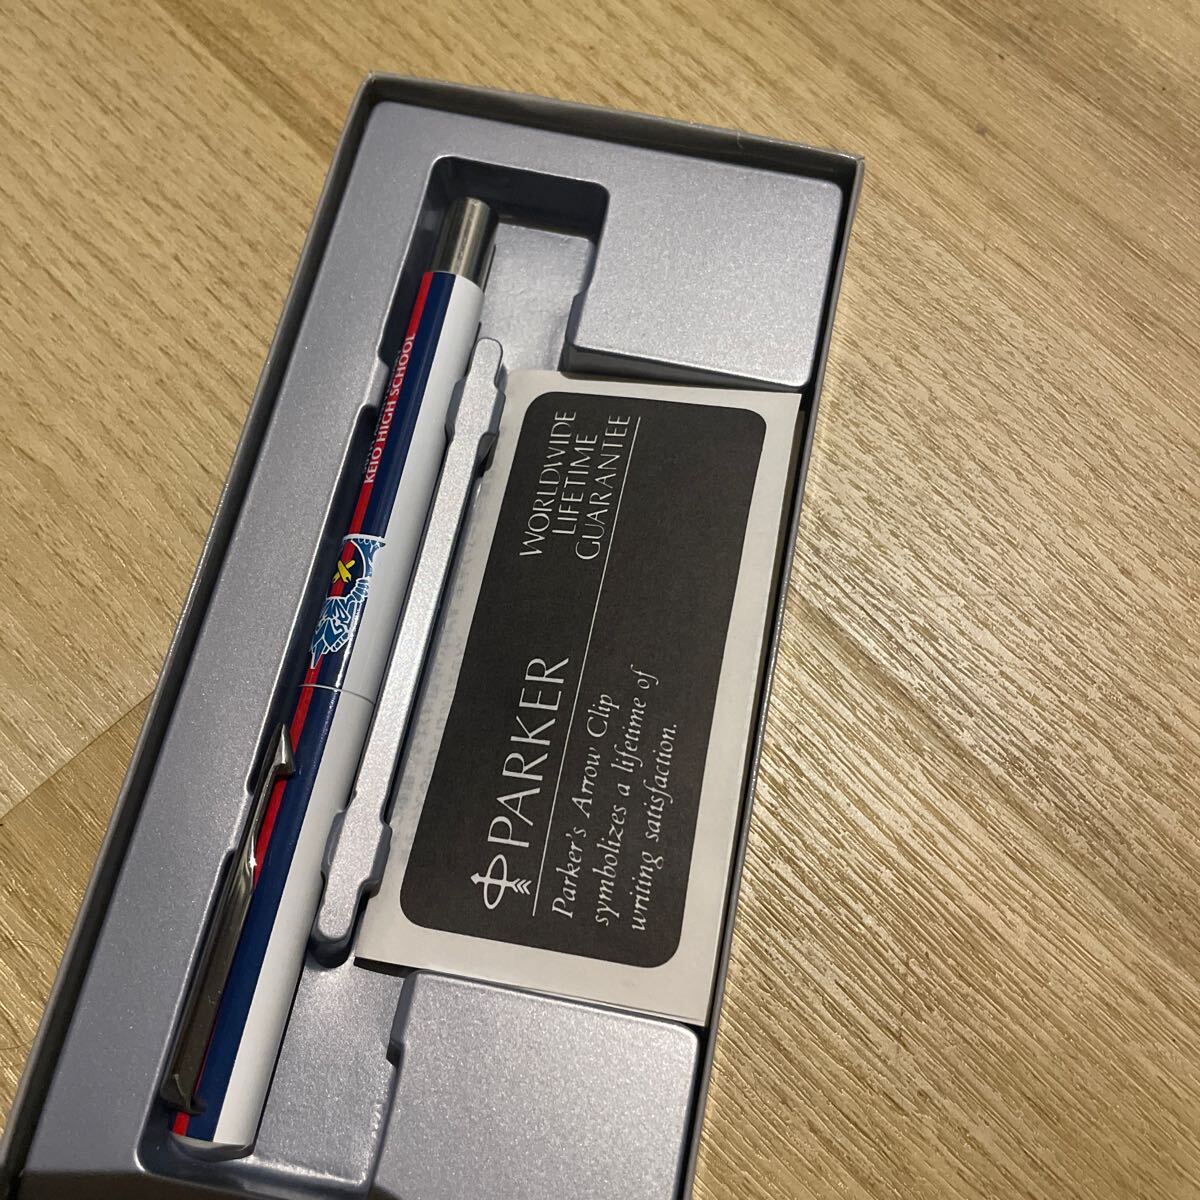 KEIO HIGH SCHOOL
PARKER
WORLDWIDE
LIFETIME
GUARANTEE
Parker's Arrow Clip
symbolizes a lifetime of
writing satisfaction.